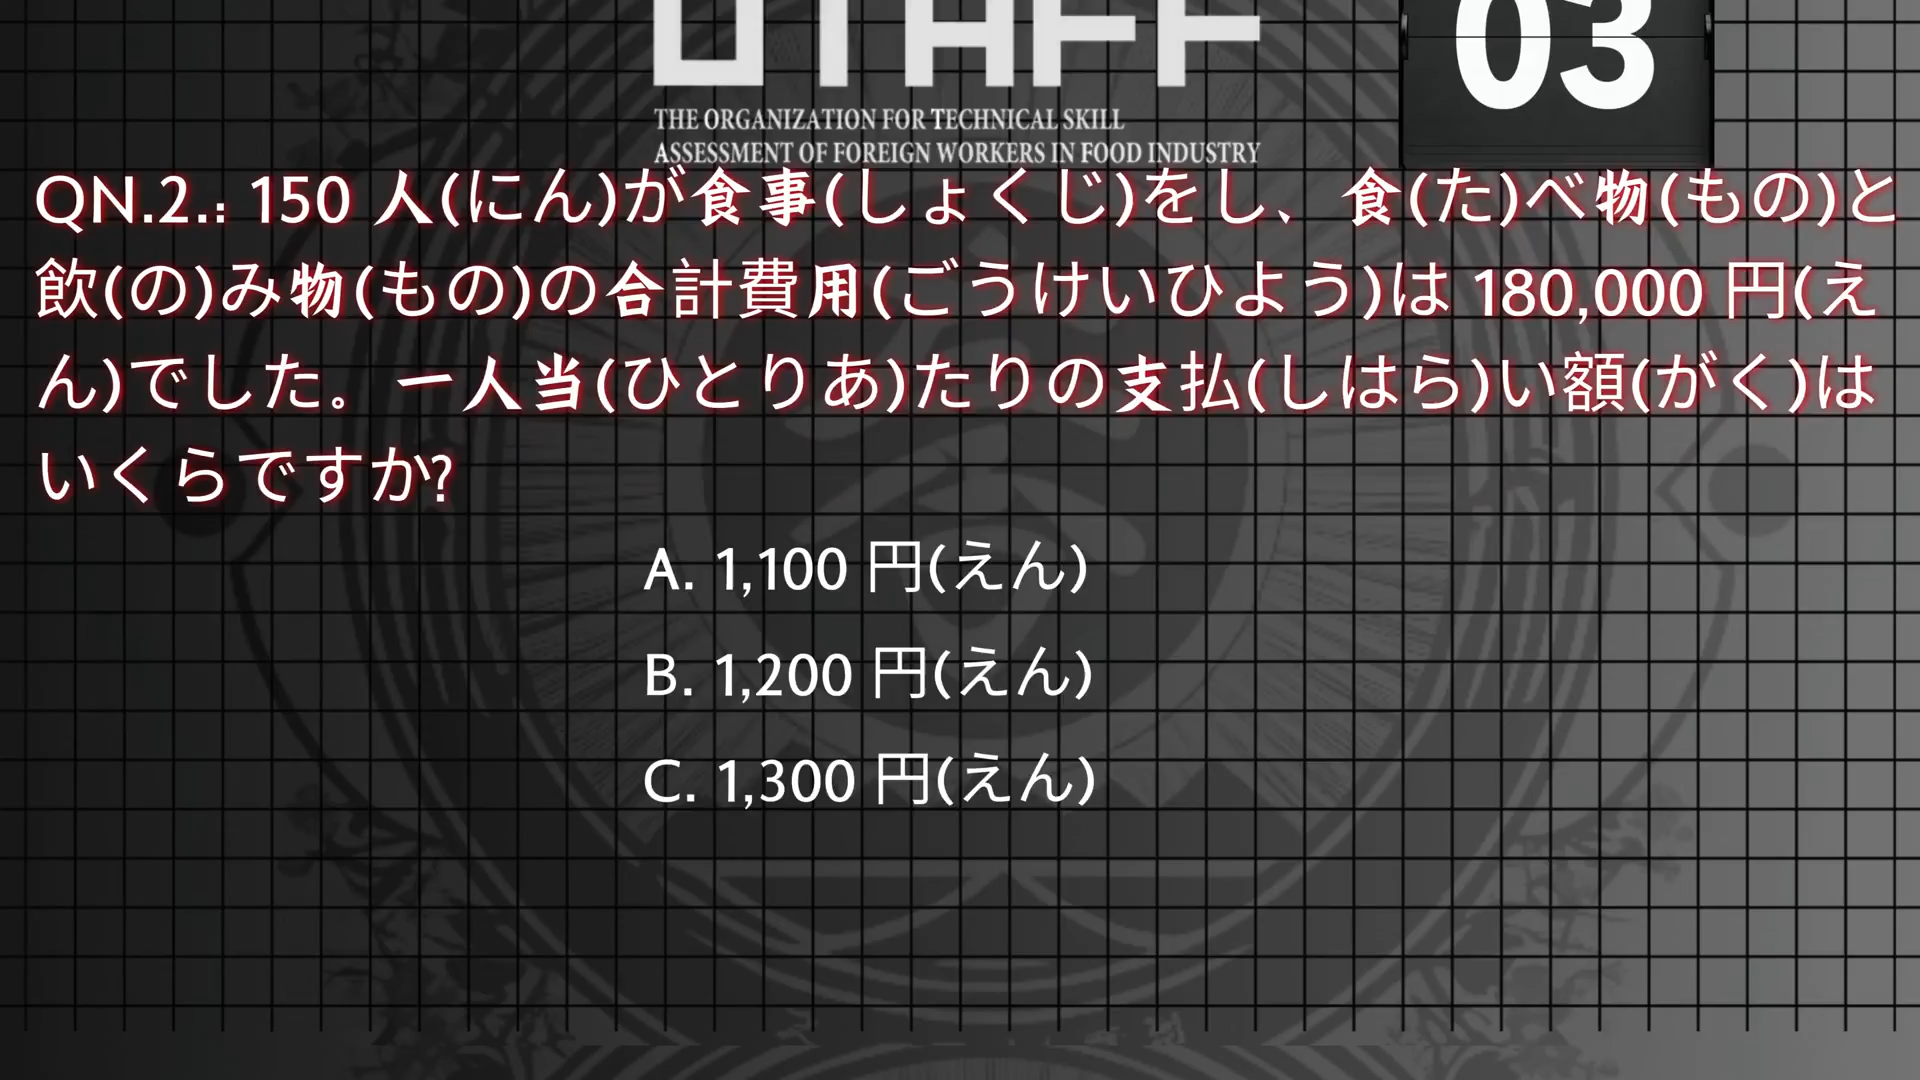 OTAFF
03
THE ORGANIZATION FOR TECHNICAL SKILL
ASSESSMENT OF FOREIGN WORKERS IN FOOD INDUSTRY
QN.2.: 150 人(にん)が食事(しょくじ)をし、食(た)べ物(もの)と
飲(の)み物(もの)の合計費用(ごうけいひよう)は 180,000 円(え
ん)でした。一人当(ひとりあ)たりの支払(しはら)い額(がく)は
いくらですか?
A. 1,100 円(えん)
B. 1,200 円(えん)
C. 1,300 円(えん)